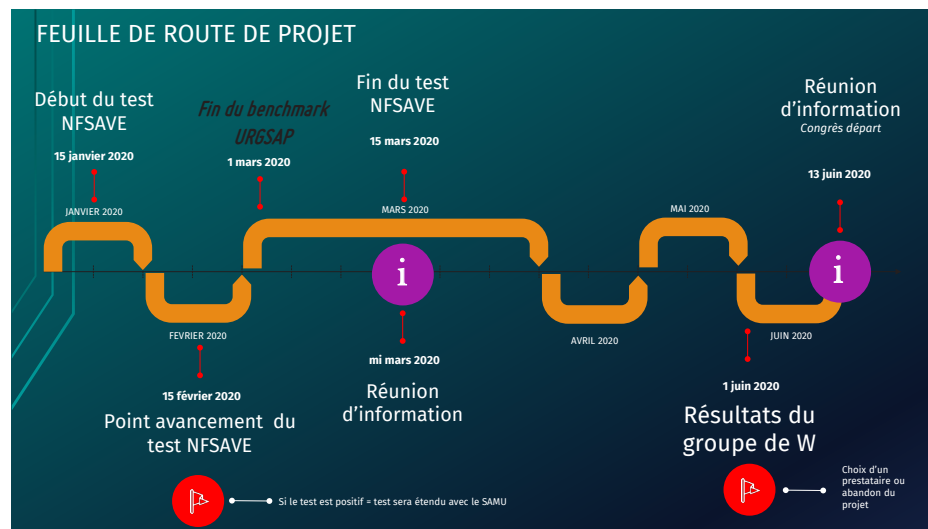 FEUILLE DE ROUTE DE PROJET
Début du test
NFSAVE
15 janvier 2020
Fin du benchmark
URGSAP
1 mars 2020
Fin du test
NFSAVE
15 mars 2020
Réunion
d'information
Congrès départ
13 juin 2020
JANVIER 2020
MARS 2020
MAI 2020
i
i
FEVRIER 2020
AVRIL 2020
JUIN 2020
15 février 2020
Point avancement du
test NFSAVE
mi mars 2020
Réunion
d'information
1 juin 2020
Résultats du
groupe de W
Si le test est positif = test sera étendu avec le SAMU
Choix d'un
prestataire ou
abandon du
projet